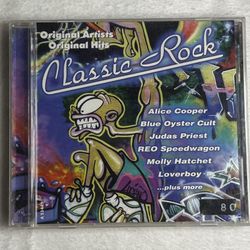 Original Artists
Original Hits
Classic Rock
Alice Cooper
Blue Oyster Cult
Judas Priest
REO Speedwagon
Molly Hatchet
Loverboy
...plus more
80